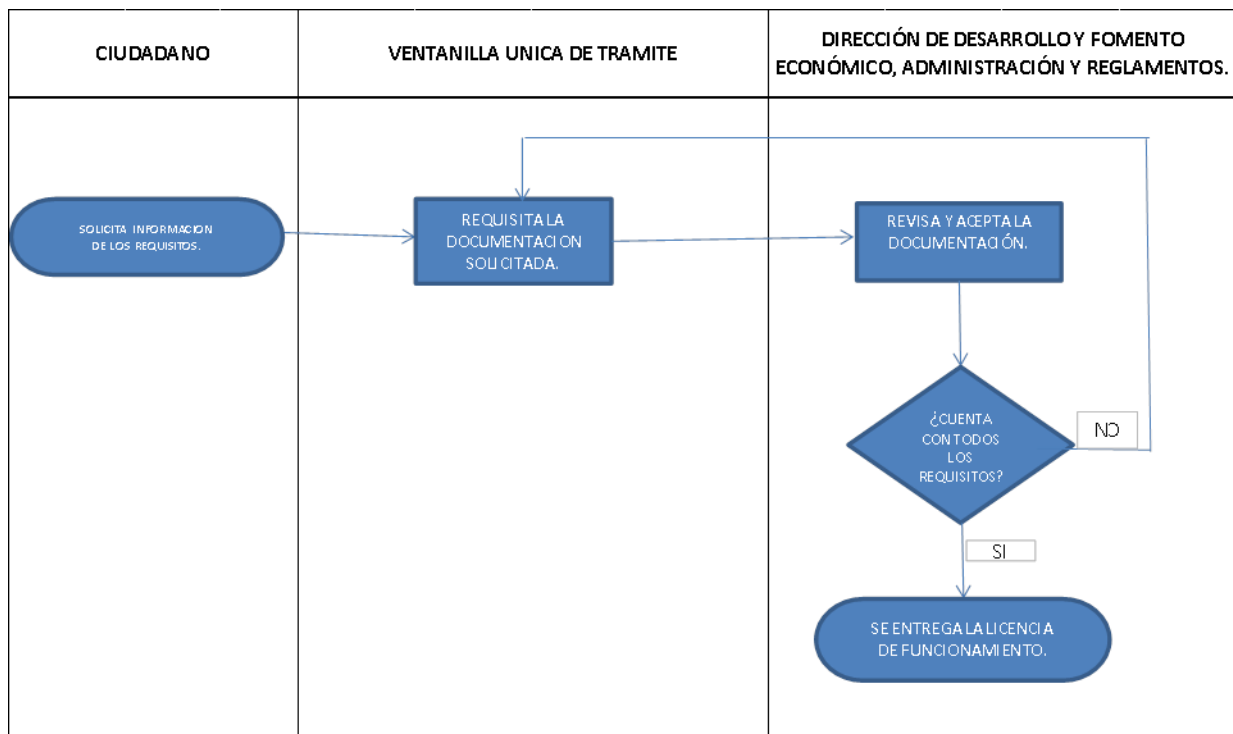 CIUDADANO
VENTANILLA UNICA DE TRAMITE
DIRECCIÓN DE DESARROLLO Y FOMENTO
ECONÓMICO, ADMINISTRACIÓN Y REGLAMENTOS.
SOLICITA INFORMACION
DE LOS REQUISITOS.
REQUISITA LA
DOCUMENTACION
SOLICITADA.
REVISA Y ACEPTA LA
DOCUMENTACIÓN.
¿CUENTA
CON TODOS
LOS
REQUISITOS?
NO
SI
SE ENTREGA LA LICENCIA
DE FUNCIONAMIENTO.